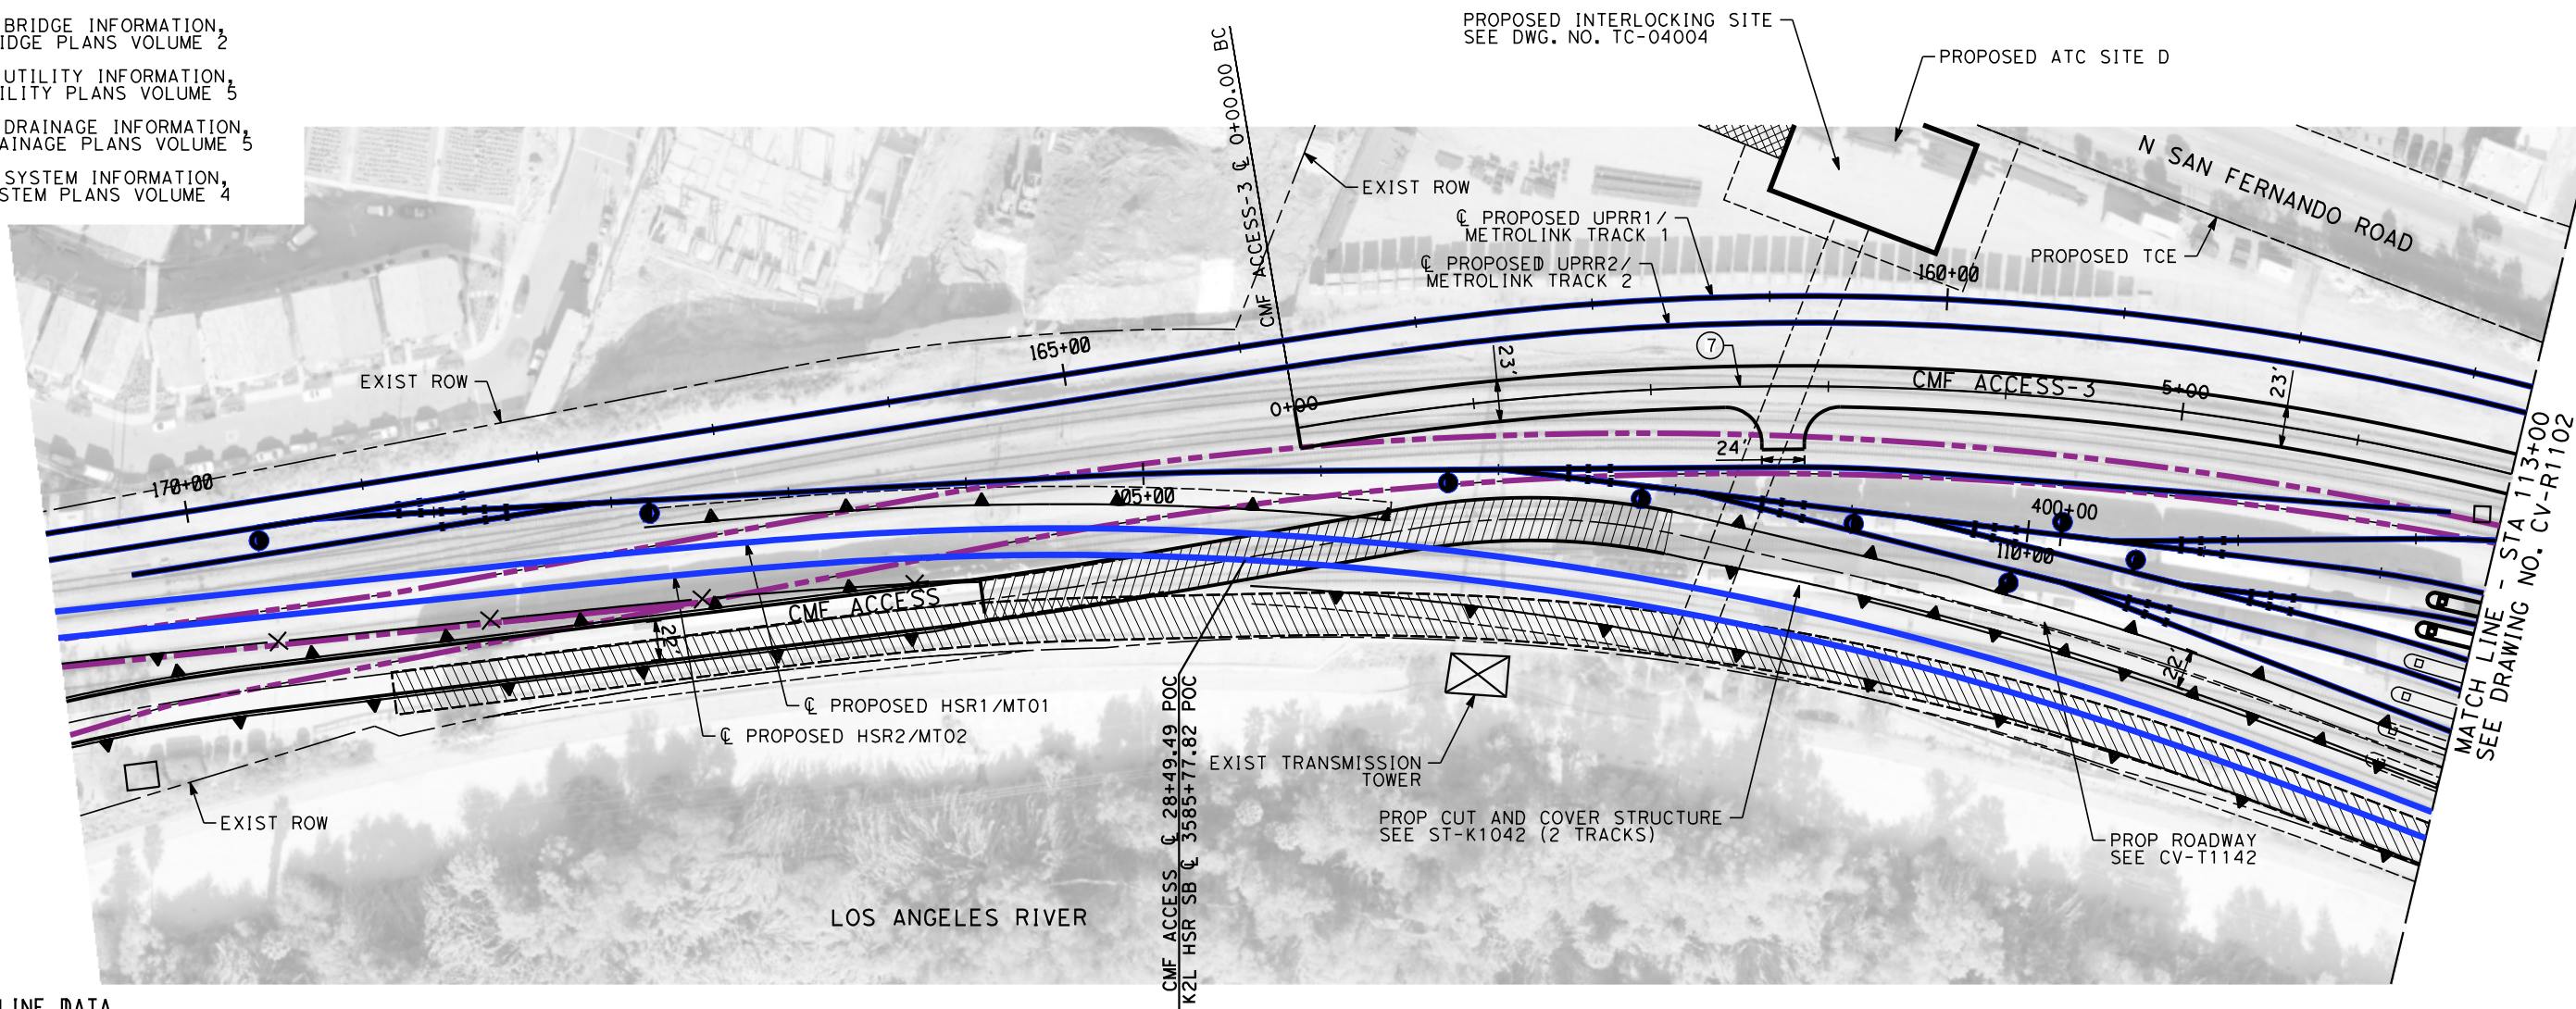 BRIDGE INFORMATION,
IDGE PLANS VOLUME 2
UTILITY INFORMATION,
ILITY PLANS VOLUME 5
DRAINAGE INFORMATION,
AINAGE PLANS VOLUME 5
SYSTEM INFORMATION,
STEM PLANS VOLUME 4
PROPOSED INTERLOCKING SITE
SEE DWG. NO. TC-04004
PROPOSED ATC SITE D
CMF ACCESS-3 ℄ 0+00.00 BC
EXIST ROW
N SAN FERNANDO ROAD
℄ PROPOSED UPRR1/
METROLINK TRACK 1
PROPOSED TCE
℄ PROPOSED UPRR2/
METROLINK TRACK 2
160+00
165+00
7
23'
EXIST ROW
CMF ACCESS-3
5+00
23'
0+00
24'
170+00
105+00
400+00
110+00
CMF ACCESS
22'
℄ PROPOSED HSR1/MT01
℄ PROPOSED HSR2/MT02
EXIST TRANSMISSION
TOWER
EXIST ROW
PROP CUT AND COVER STRUCTURE
SEE ST-K1042 (2 TRACKS)
PROP ROADWAY
SEE CV-T1142
LOS ANGELES RIVER
CMF ACCESS ℄ 28+49.49 POC
K2L HSR SB ℄ 3585+77.82 POC
MATCH LINE - STA 113+00
SEE DRAWING NO. CV-R1102
LINE DATA